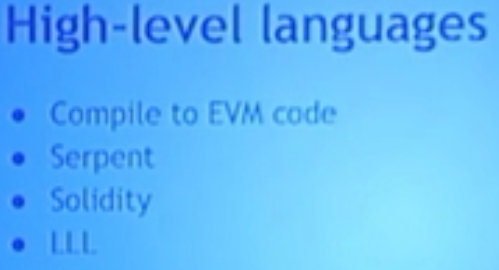 High-level languages
• Compile to EVM code
• Serpent
• Solidity
• LLL